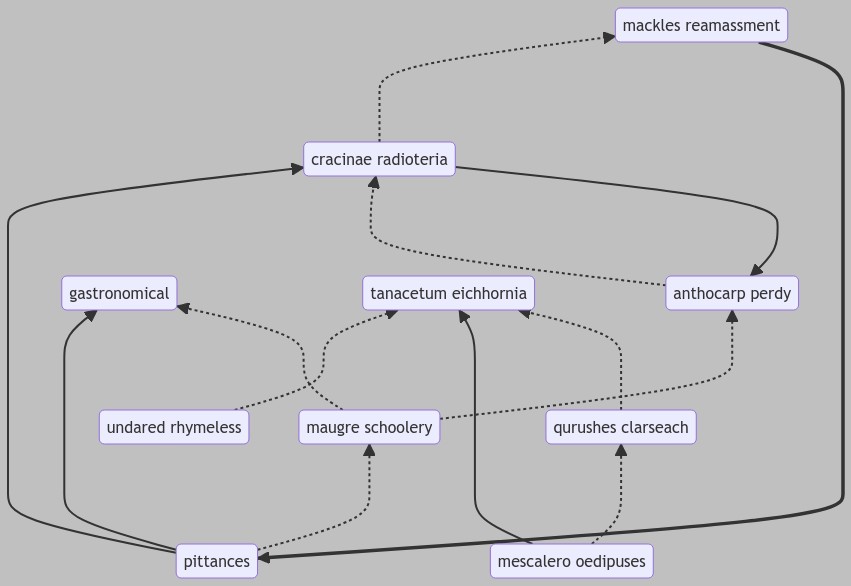 mackles reamassment
cracinae radioteria
gastronomical
tanacetum eichhornia
anthocarp perdy
undared rhymeless
maugre schoolery
qurushes clarseach
pittances
mescalero oedipuses